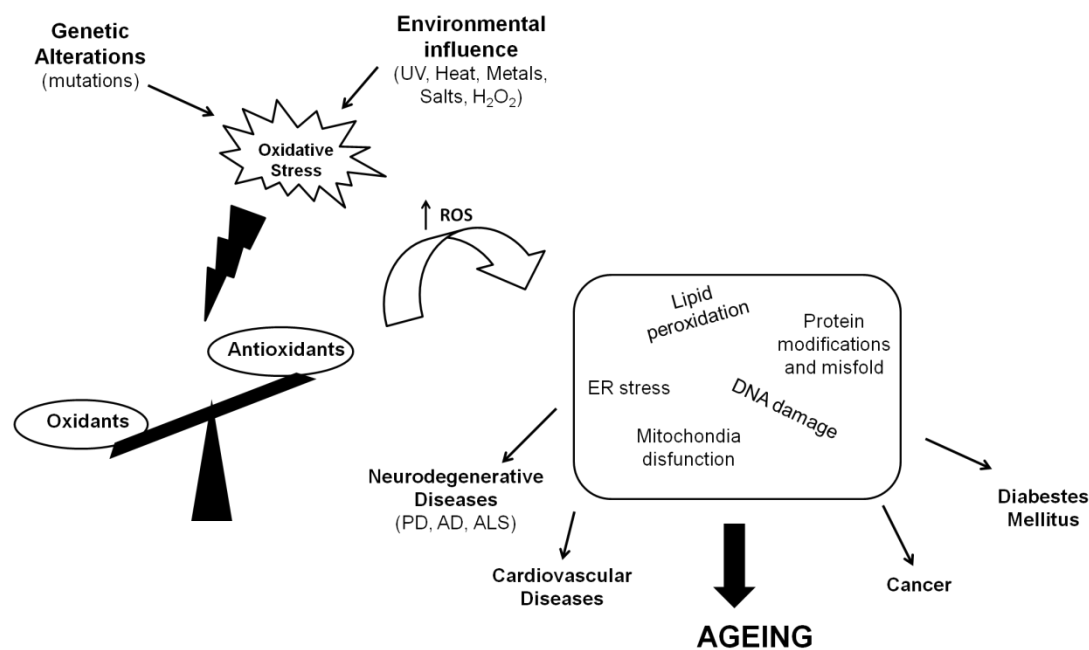 Genetic
Alterations
(mutations)
Environmental
influence
(UV, Heat, Metals,
Salts, H₂O₂)
Oxidative
Stress
ROS
Antioxidants
Oxidants
Lipid
peroxidation
Protein
modifications
and misfold
ER stress
DNA damage
Mitochondia
disfunction
Neurodegenerative
Diseases
(PD, AD, ALS)
Cardiovascular
Diseases
AGEING
Cancer
Diabestes
Mellitus